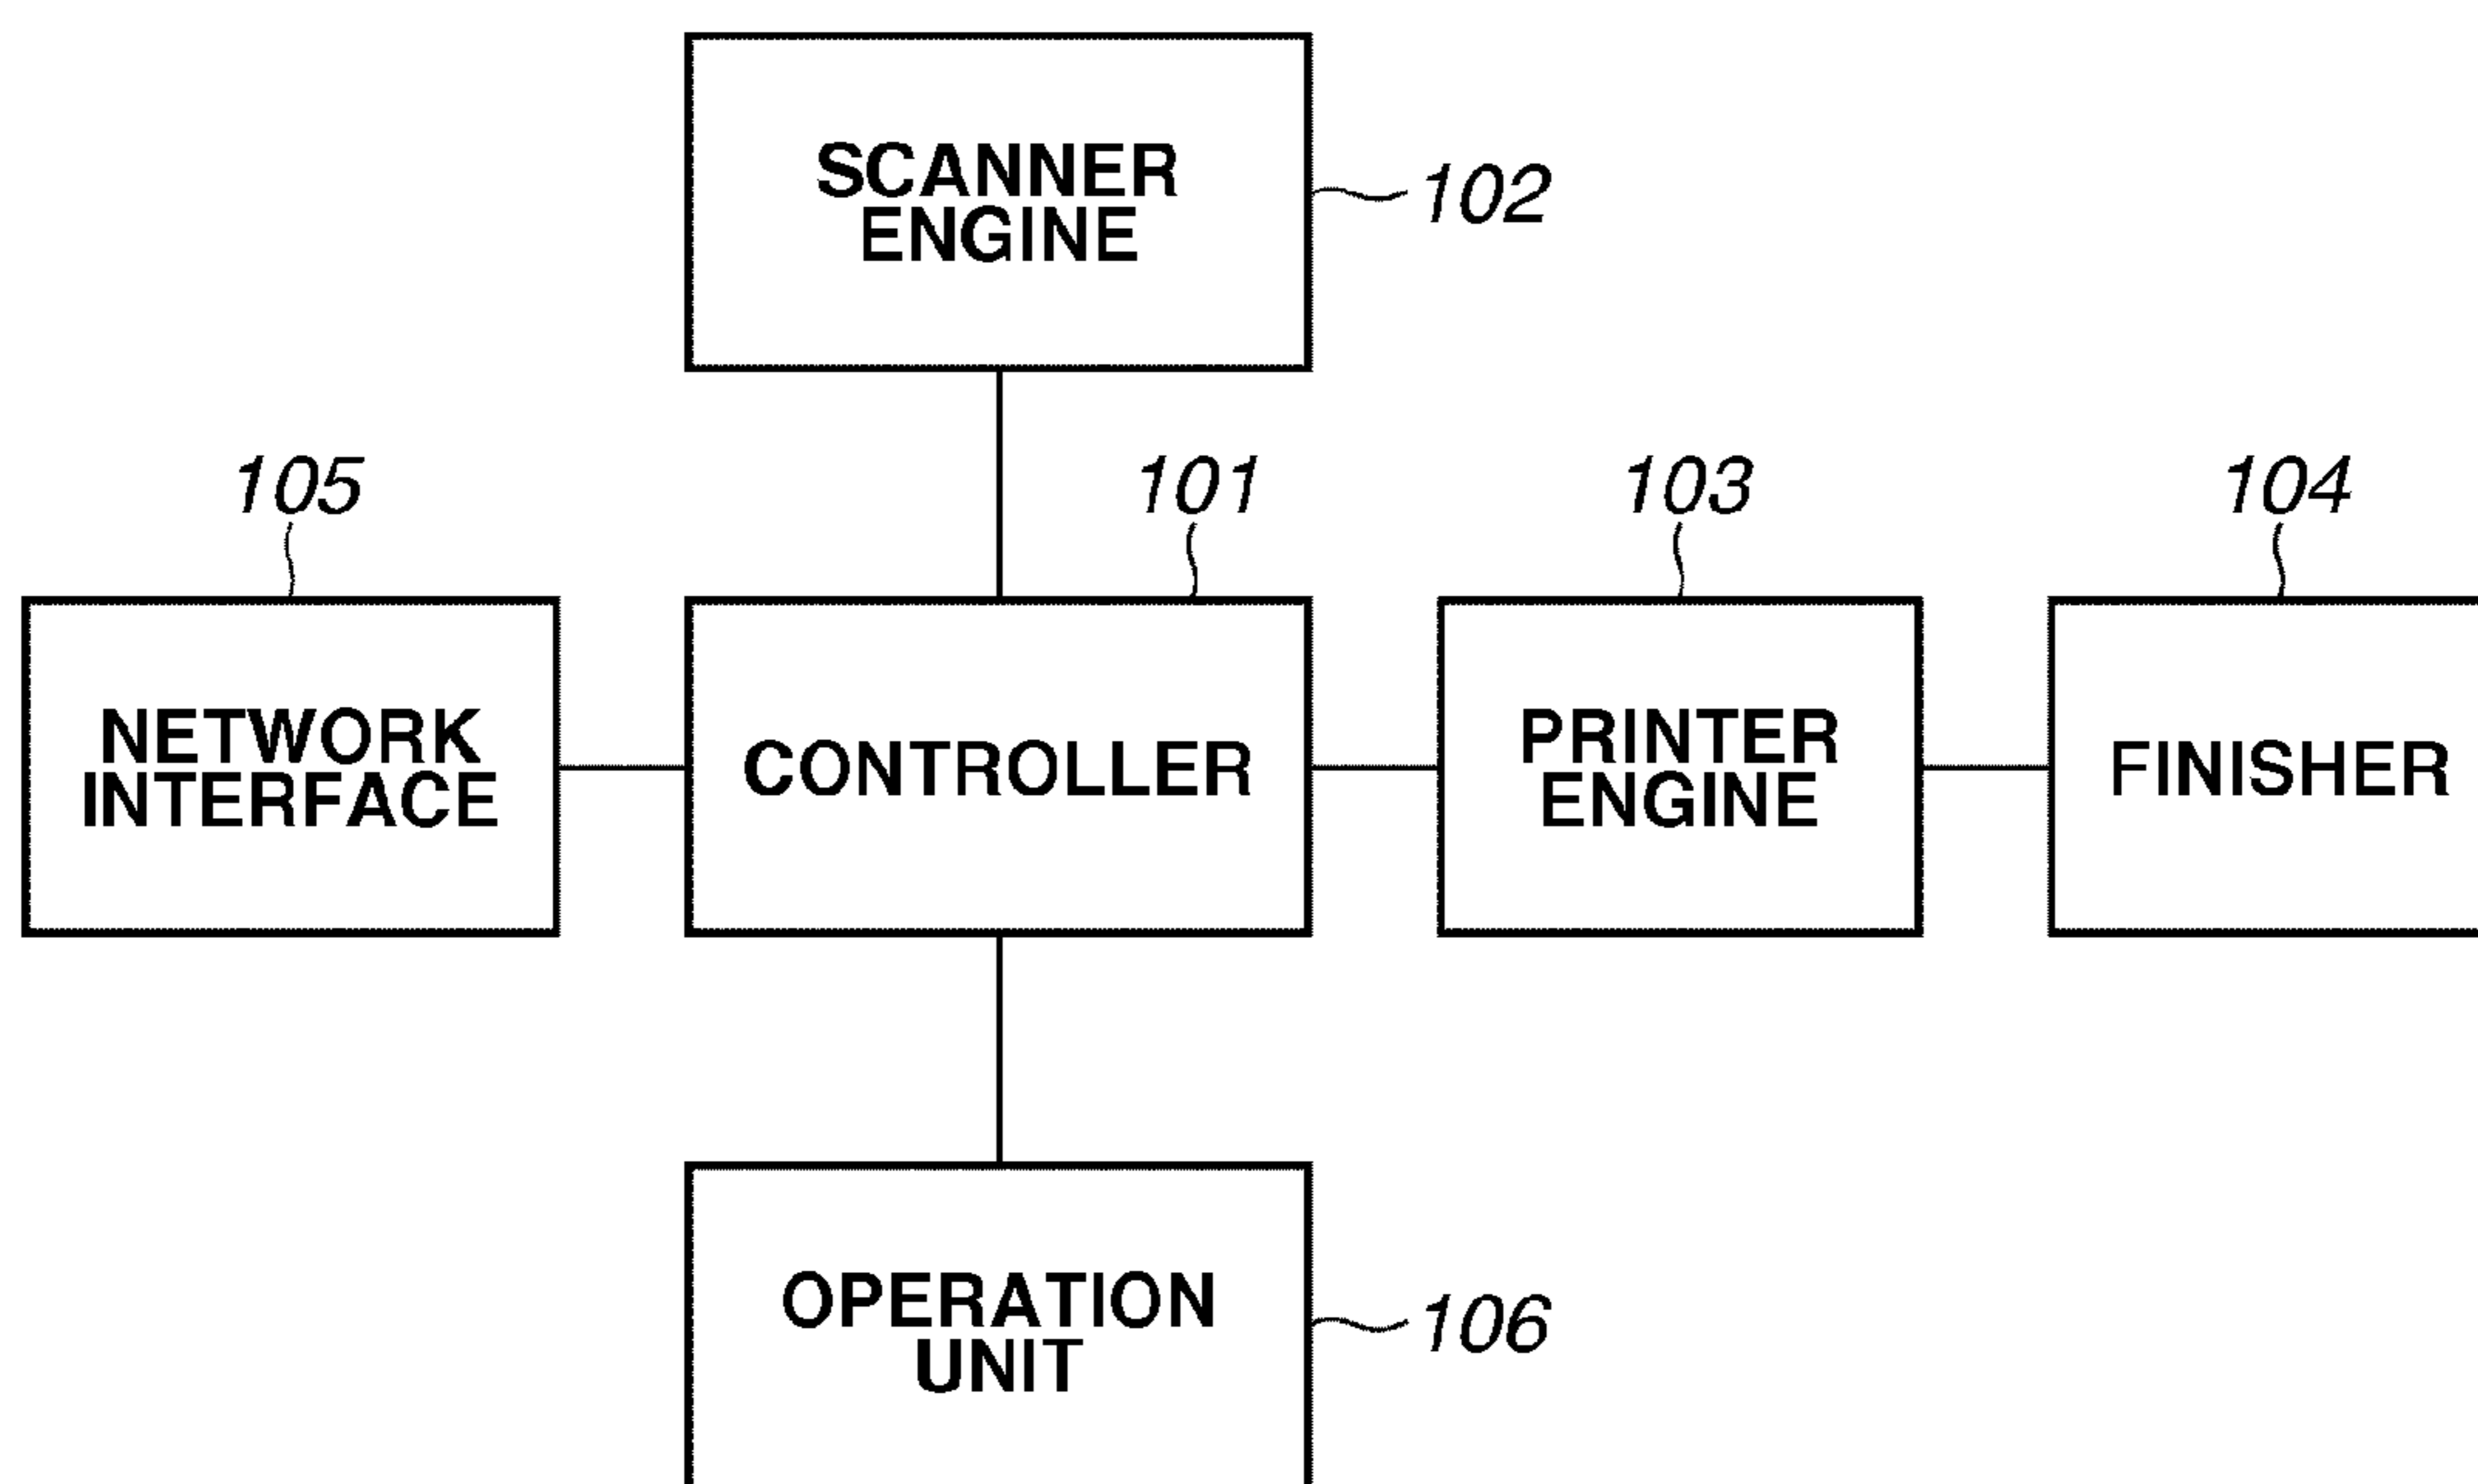 SCANNER
ENGINE
102
105
101
103
104
NETWORK
INTERFACE
CONTROLLER
PRINTER
ENGINE
FINISHER
OPERATION
UNIT
106